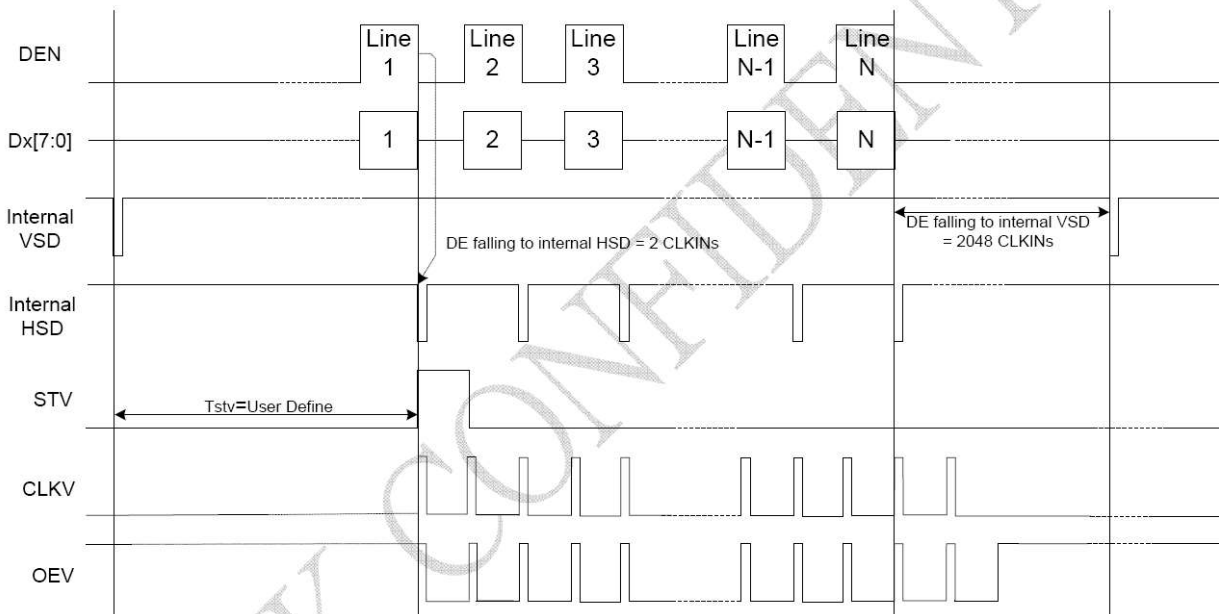 DEN
Line
1
Line
2
Line
3
Line
N-1
Line
N
Dx[7:0]
1
2
3
N-1
N
Internal
VSD
DE falling to internal HSD = 2 CLKINs
DE falling to internal VSD
= 2048 CLKINs
Internal
HSD
STV
Tstv=User Define
CLKV
OEV